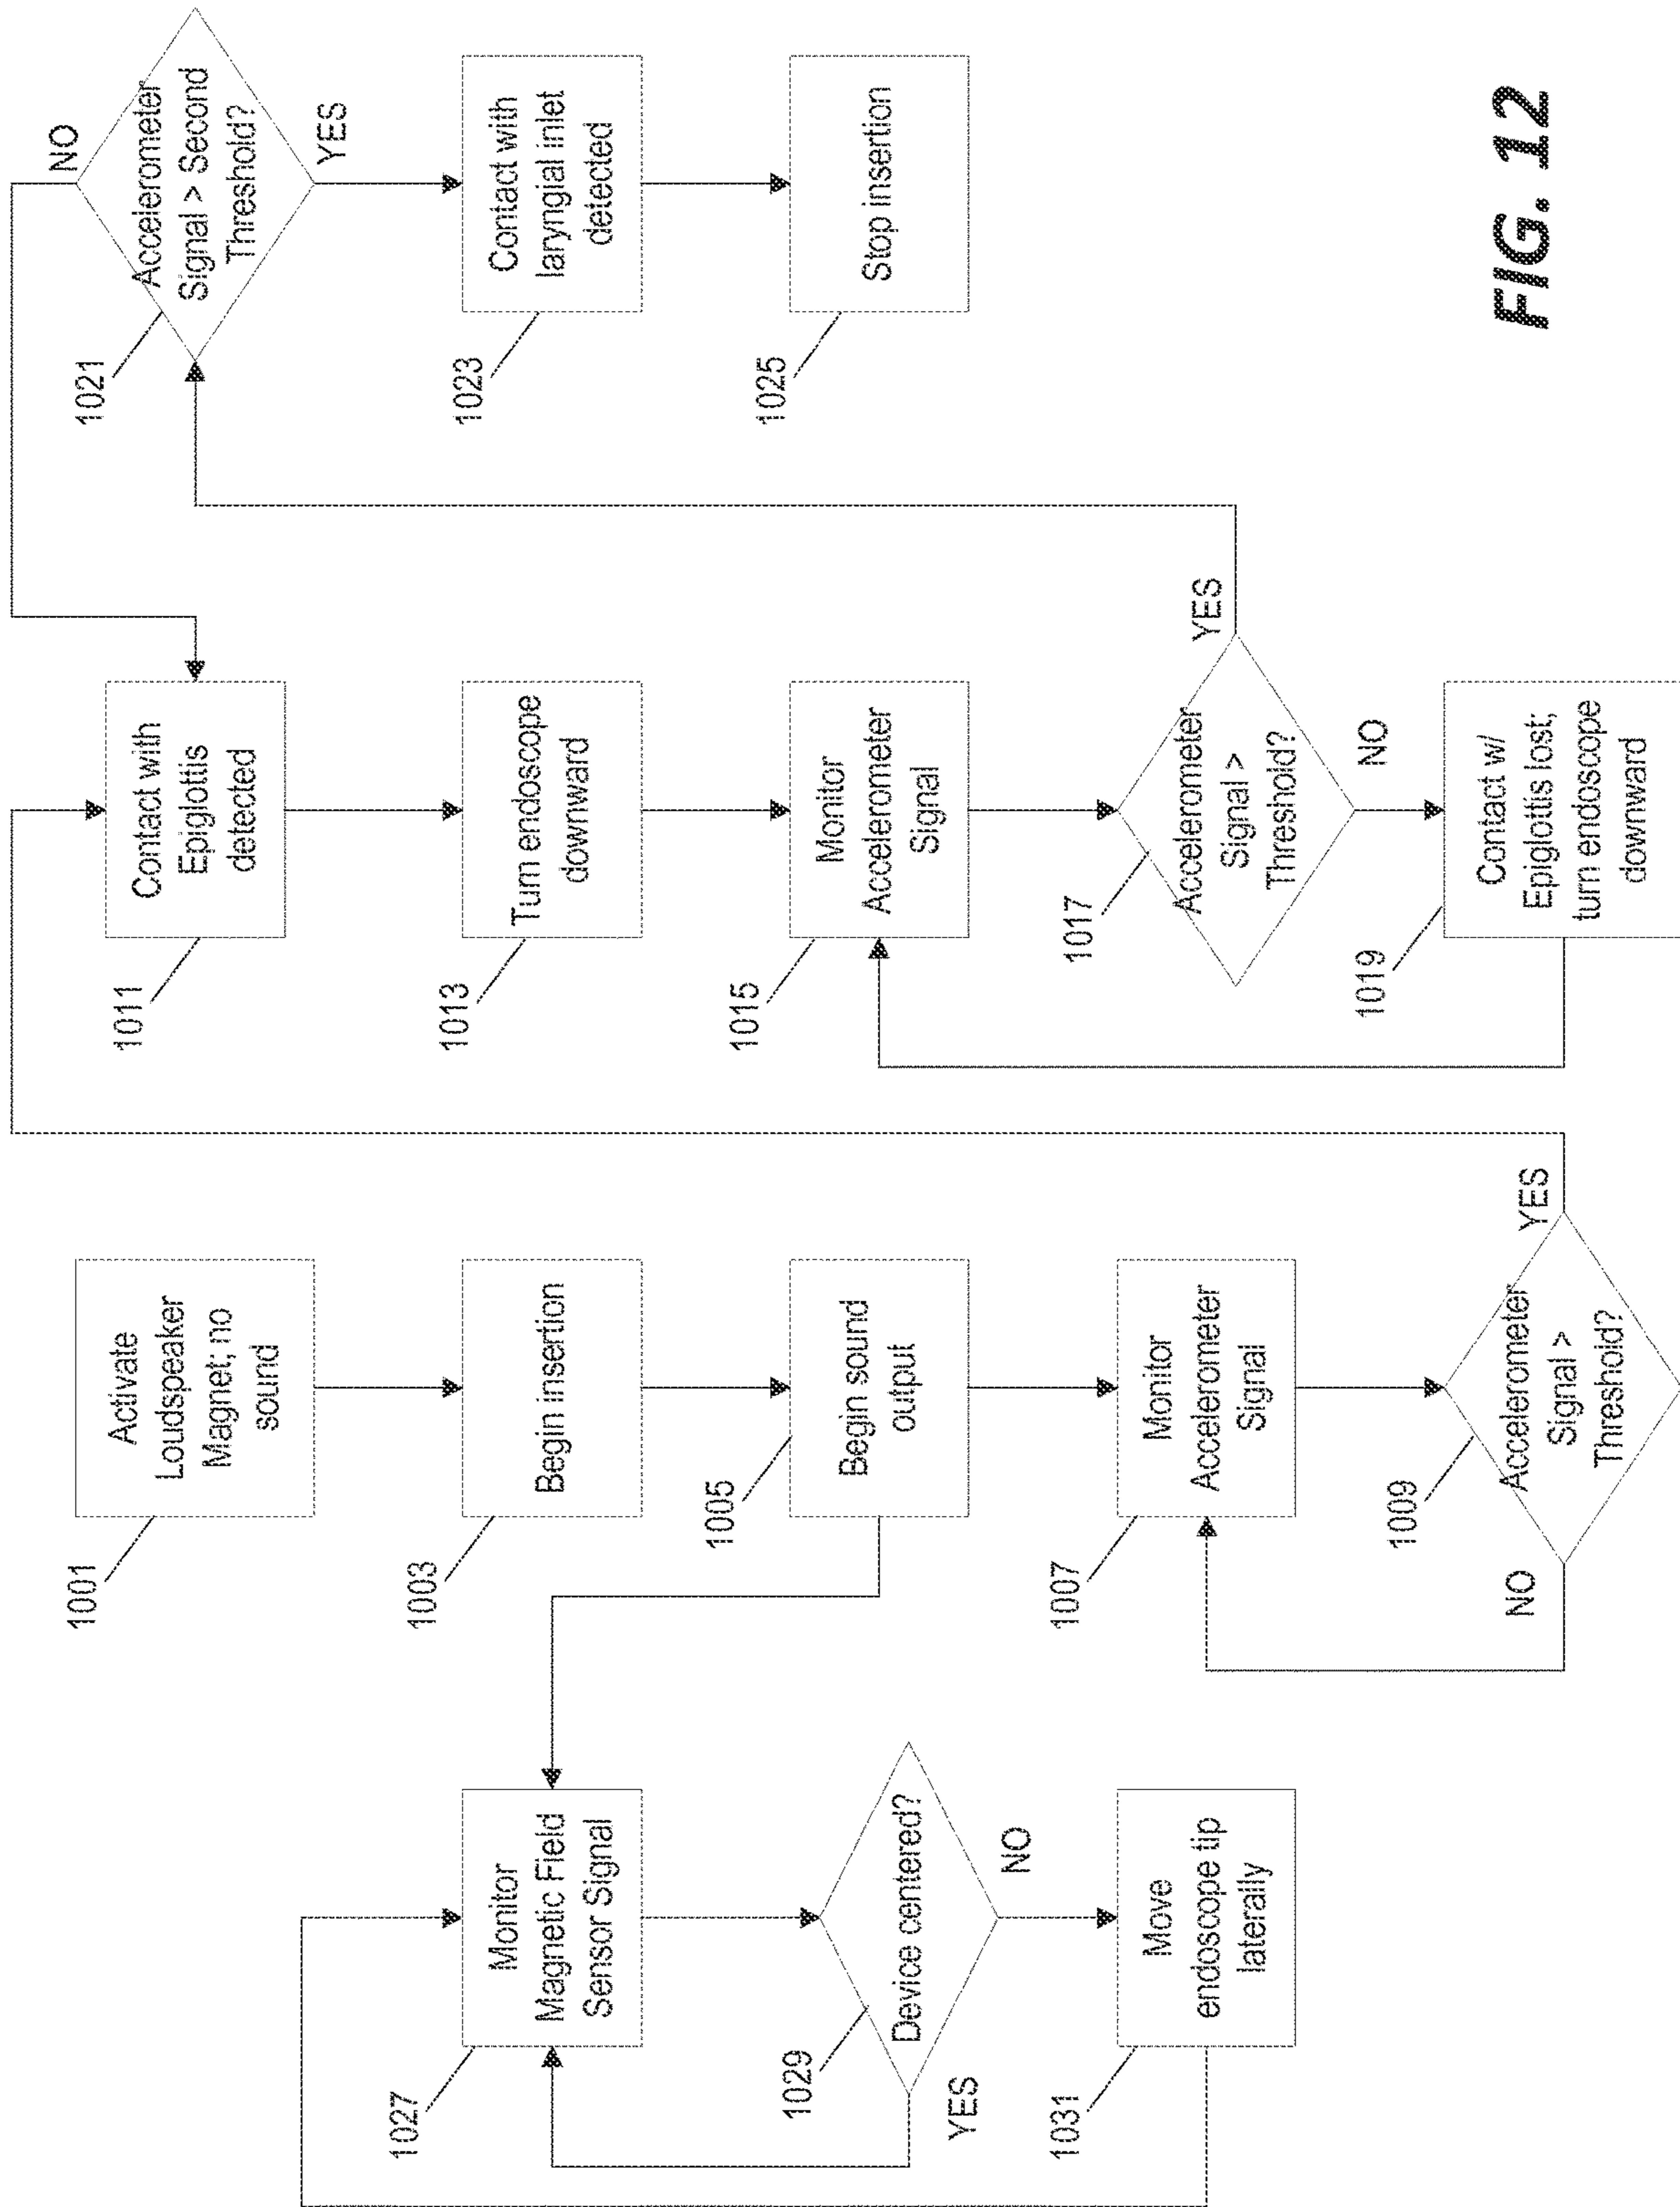 1001
Activate
Loudspeaker
Magnet; no
sound
1003
Begin insertion
1005
Begin sound
output
1007
Monitor
Accelerometer
Signal
1009
Accelerometer
Signal >
Threshold?
NO
YES
1027
Monitor
Magnetic Field
Sensor Signal
1029
Device centered?
YES
NO
1031
Move
endoscope tip
laterally
1011
Contact with
Epiglottis
detected
1013
Turn endoscope
downward
1015
Monitor
Accelerometer
Signal
1017
Accelerometer
Signal >
Threshold?
YES
NO
1019
Contact w/
Epiglottis lost;
turn endoscope
downward
1021
Accelerometer
Signal > Second
Threshold?
NO
YES
1023
Contact with
laryngial inlet
detected
1025
Stop insertion
FIG. 12